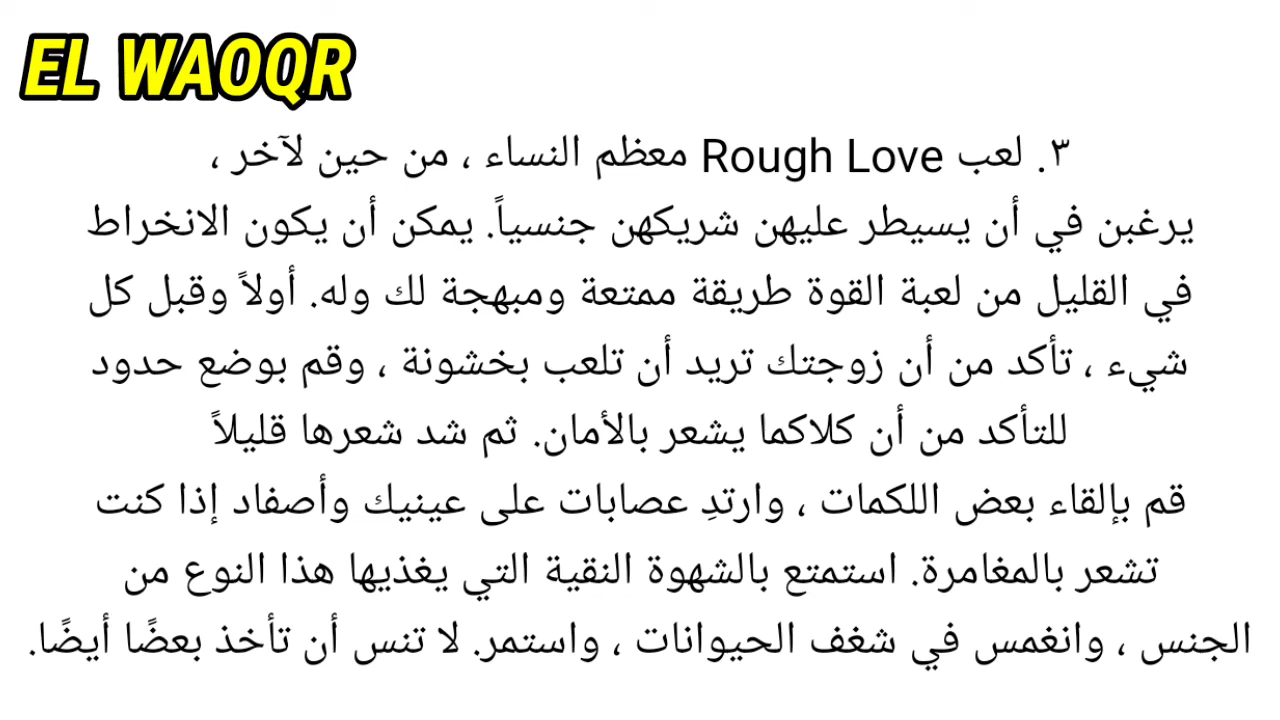 EL WAOQR
٣. لعب Rough Love معظم النساء ، من حين لآخر ،
يرغبن في أن يسيطر عليهن شريكهن جنسياً. يمكن أن يكون الانخراط
في القليل من لعبة القوة طريقة ممتعة ومبهجة لك وله. أولاً وقبل كل
شيء ، تأكد من أن زوجتك تريد أن تلعب بخشونة ، وقم بوضع حدود
للتأكد من أن كلاكما يشعر بالأمان. ثم شد شعرها قليلاً
قم بإلقاء بعض اللكمات ، وارتدِ عصابات على عينيك وأصفاد إذا كنت
تشعر بالمغامرة. استمتع بالشهوة النقية التي يغذيها هذا النوع من
الجنس ، وانغمس في شغف الحيوانات ، واستمر. لا تنس أن تأخذ بعضًا أيضًا.